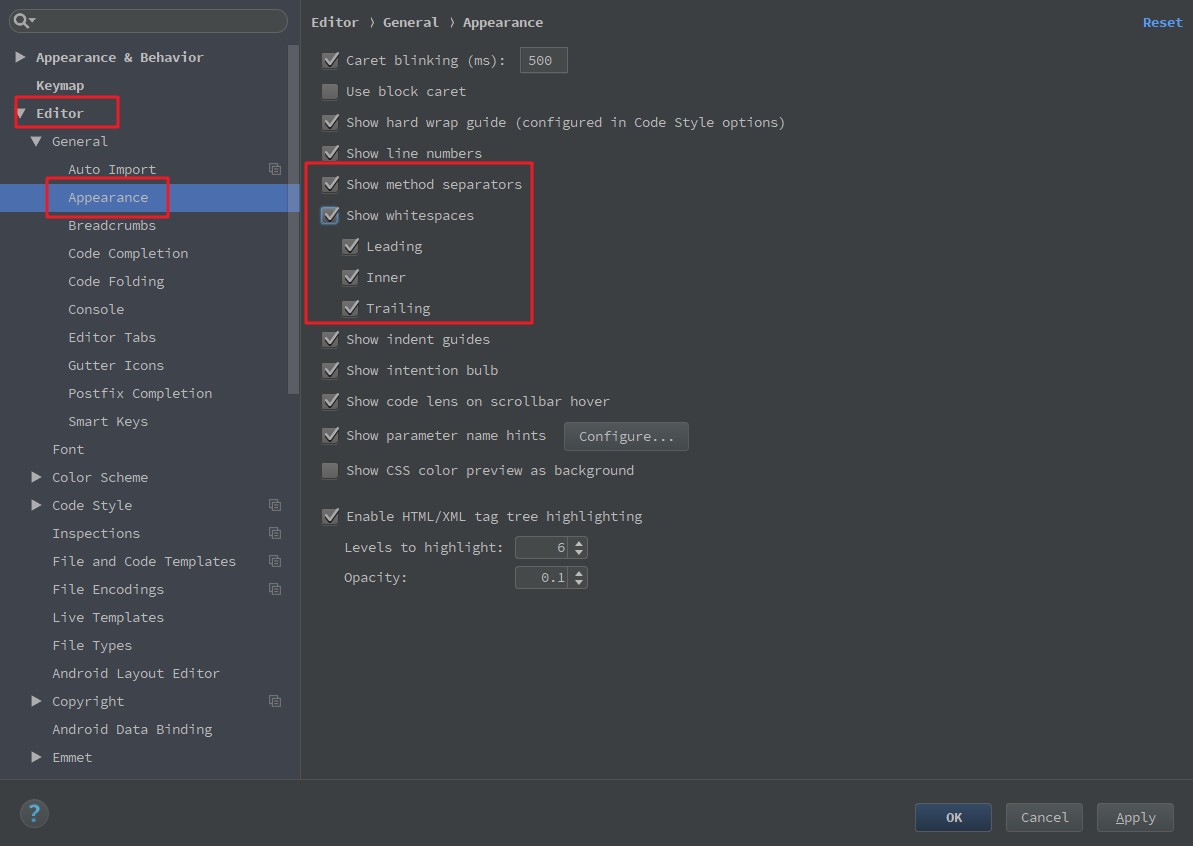 Appearance & Behavior
Keymap
Editor
General
Auto Import
Appearance
Breadcrumbs
Code Completion
Code Folding
Console
Editor Tabs
Gutter Icons
Postfix Completion
Smart Keys
Font
Color Scheme
Code Style
Inspections
File and Code Templates
File Encodings
Live Templates
File Types
Android Layout Editor
Copyright
Android Data Binding
Emmet
Editor › General › Appearance
Reset
Caret blinking (ms): 500
Use block caret
Show hard wrap guide (configured in Code Style options)
Show line numbers
Show method separators
Show whitespaces
Leading
Inner
Trailing
Show indent guides
Show intention bulb
Show code lens on scrollbar hover
Show parameter name hints Configure...
Show CSS color preview as background
Enable HTML/XML tag tree highlighting
Levels to highlight: 6
Opacity: 0.1
? OK Cancel Apply